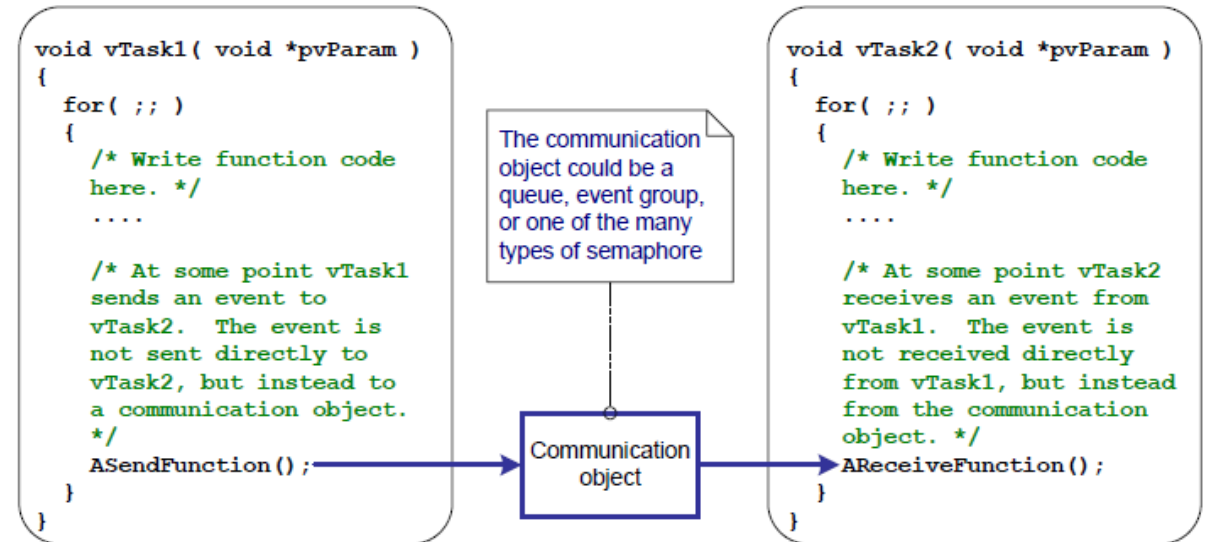 void vTask1( void *pvParam )
{
for( ;; )
{
/* Write function code
here. */
....
/* At some point vTask1
sends an event to
vTask2.  The event is
not sent directly to
vTask2, but instead to
a communication object.
*/
ASendFunction();
}
}
The communication
object could be a
queue, event group,
or one of the many
types of semaphore
Communication
object
void vTask2( void *pvParam )
{
for( ;; )
{
/* Write function code
here. */
....
/* At some point vTask2
receives an event from
vTask1.  The event is
not received directly
from vTask1, but instead
from the communication
object. */
AReceiveFunction();
}
}